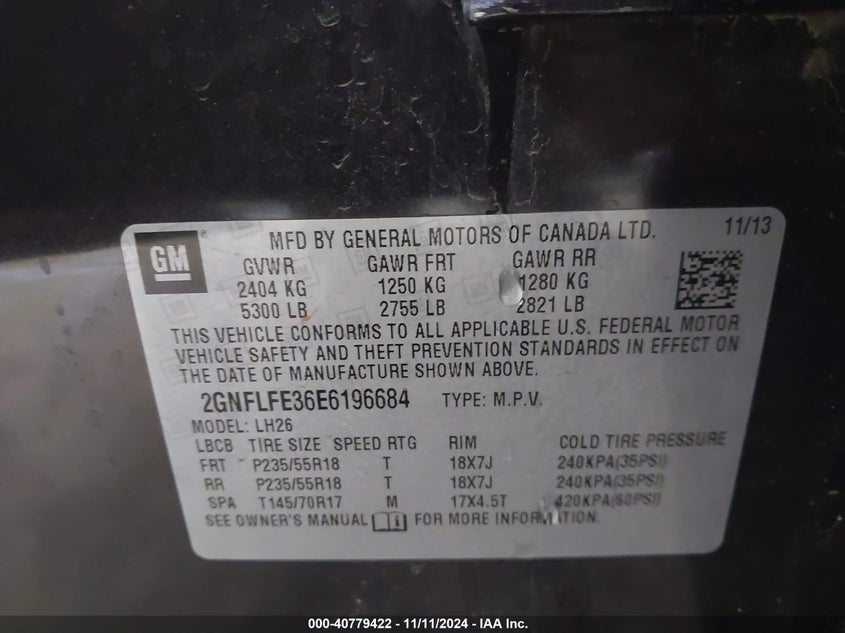 GM ® MFD BY GENERAL MOTORS OF CANADA LTD. 11/13
GVWR GAWR FRT GAWR RR
2404 KG 1250 KG 1280 KG
5300 LB 2755 LB 2821 LB
THIS VEHICLE CONFORMS TO ALL APPLICABLE U.S. FEDERAL MOTOR
VEHICLE SAFETY AND THEFT PREVENTION STANDARDS IN EFFECT ON
THE DATE OF MANUFACTURE SHOWN ABOVE.
2GNFLFE36E6196684 TYPE: M.P.V.
MODEL: LH26
LBCB TIRE SIZE SPEED RTG RIM COLD TIRE PRESSURE
FRT P235/55R18 T 18X7J 240KPA(35PSI)
RR P235/55R18 T 18X7J 240KPA(35PSI)
SPA T145/70R17 M 17X4.5T 420KPA(60PSI)
SEE OWNER'S MANUAL i FOR MORE INFORMATION.
000-40779422 - 11/11/2024 - IAA Inc.